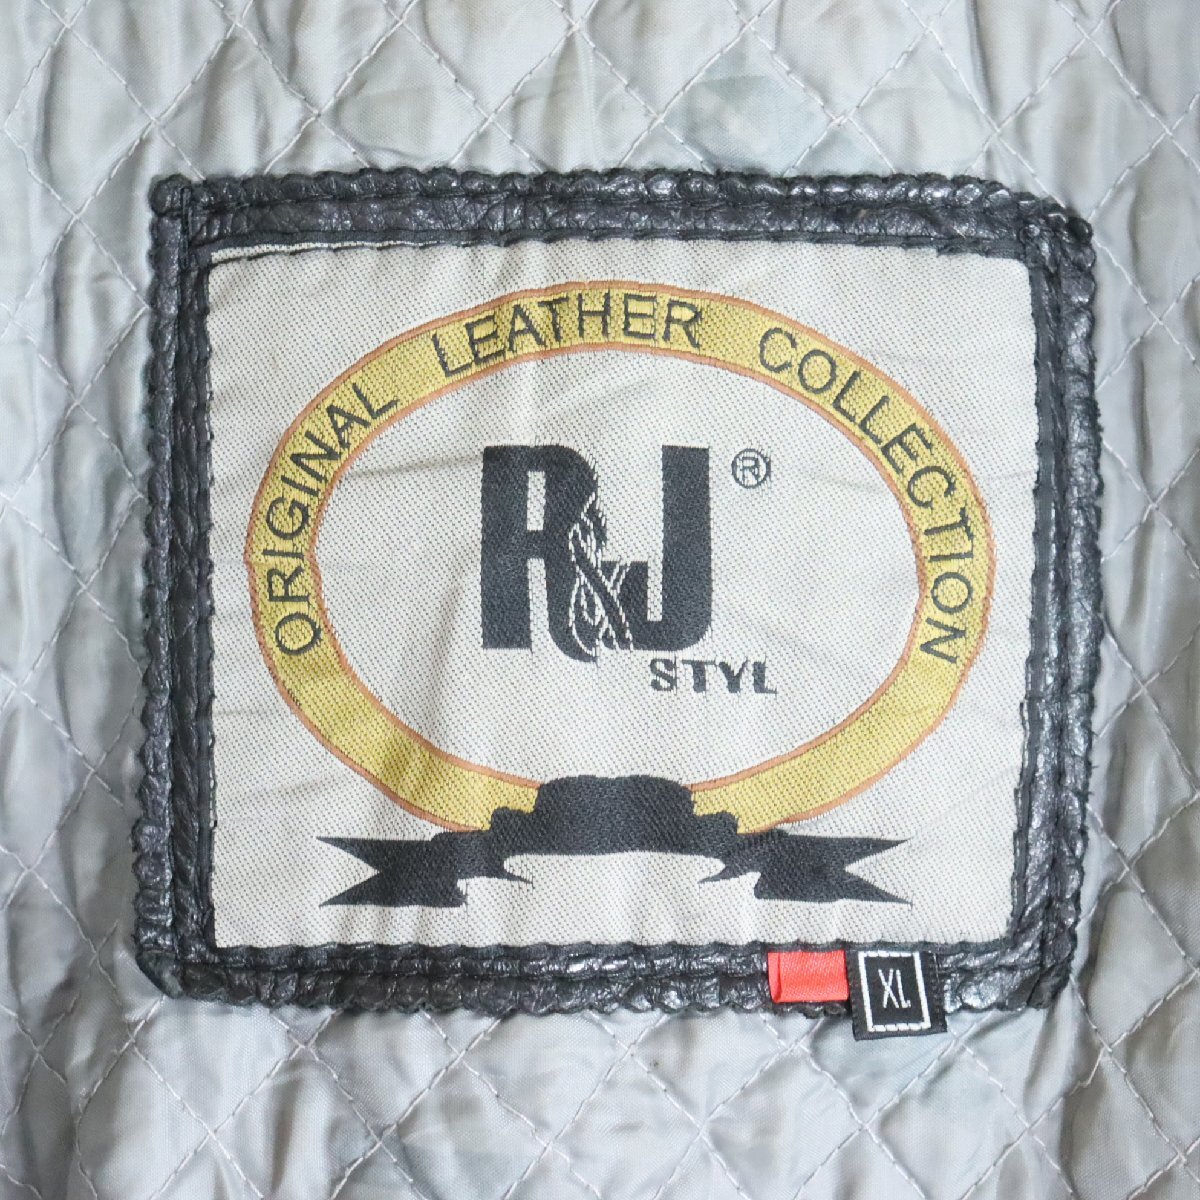 ORIGINAL LEATHER COLLECTION
R&J ®
STYL
XL